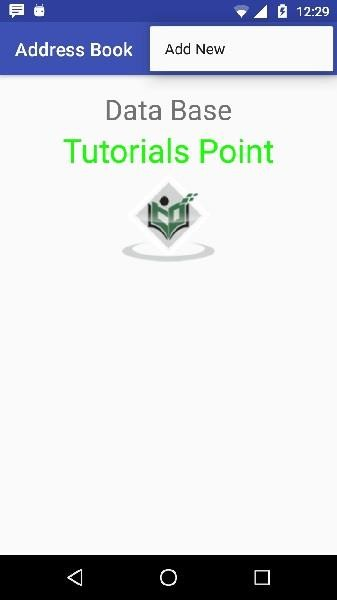 12:29
Address Book
Add New
Data Base
Tutorials Point